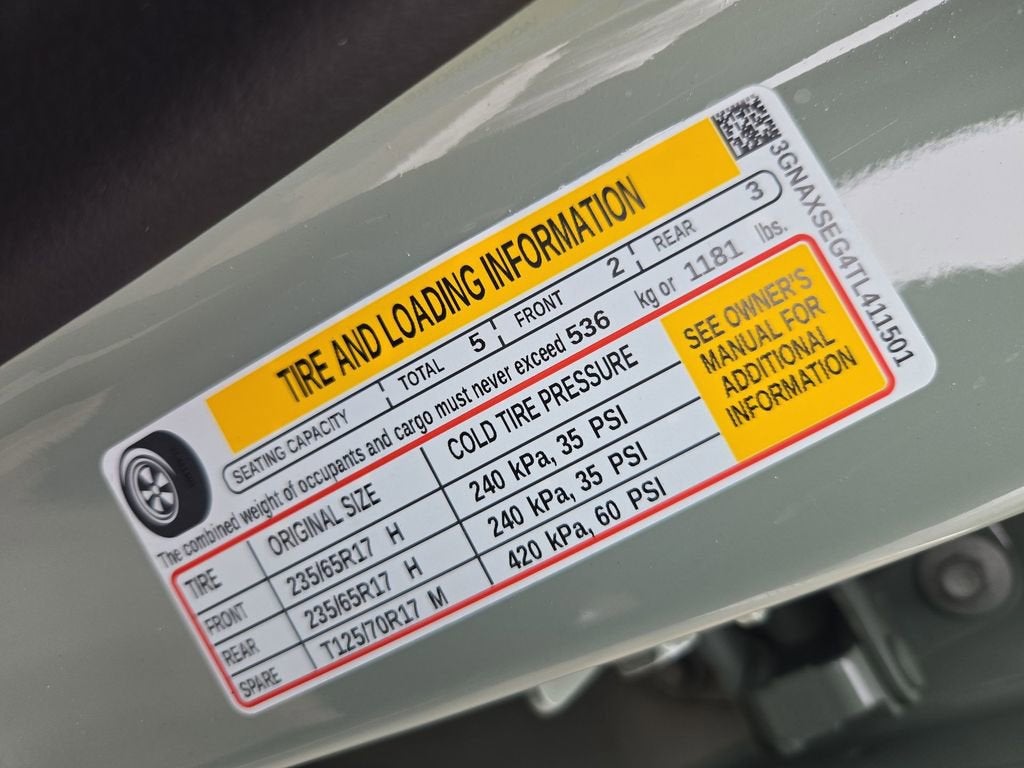 TIRE AND LOADING INFORMATION
SEATING CAPACITY TOTAL 5 FRONT 2 REAR 3
The combined weight of occupants and cargo must never exceed 536 kg or 1181 lbs.
TIRE ORIGINAL SIZE COLD TIRE PRESSURE
FRONT 235/65R17 H 240 kPa, 35 PSI
REAR 235/65R17 H 240 kPa, 35 PSI
SPARE T125/70R17 M 420 kPa, 60 PSI
SEE OWNER'S
MANUAL FOR
ADDITIONAL
INFORMATION
3GNAXSEG4TL411501